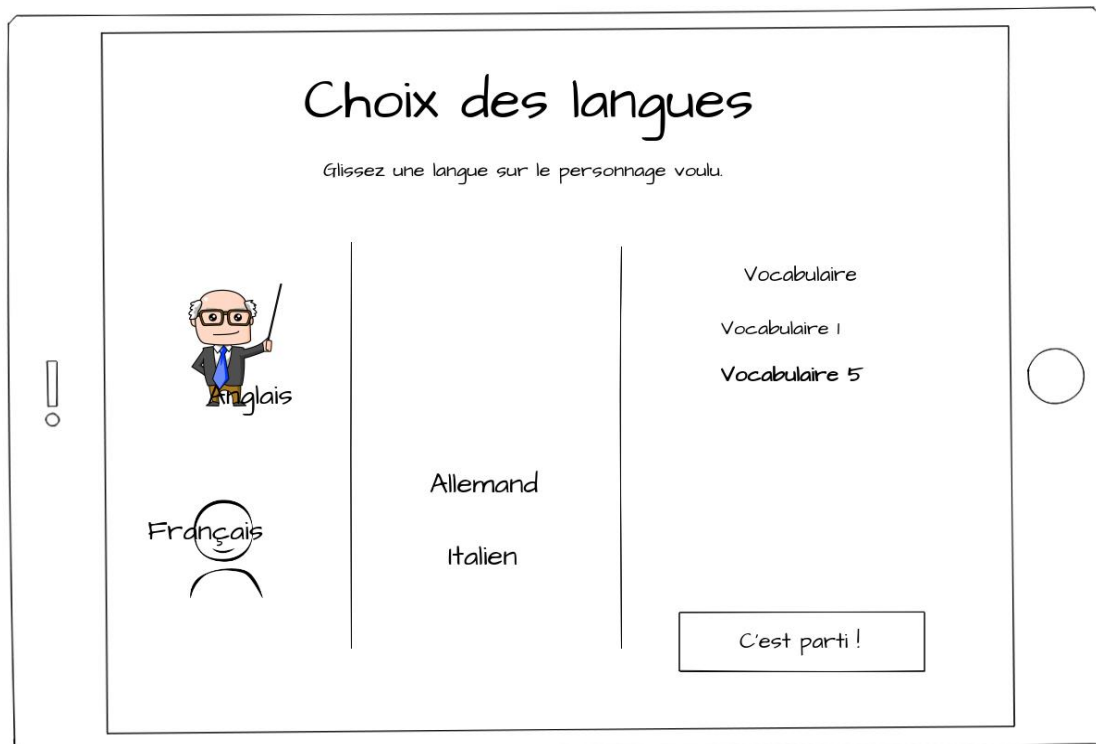 Choix des langues
Glissez une langue sur le personnage voulu.
Anglais
Français
Allemand
Italien
Vocabulaire
Vocabulaire 1
Vocabulaire 5
C'est parti !